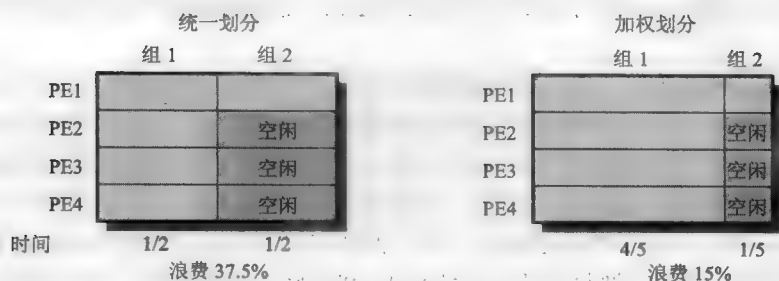 统一划分
组 1 组 2
PE1
PE2 空闲
PE3 空闲
PE4 空闲
时间 1/2 1/2
浪费 37.5%
加权划分
组 1 组 2
PE1
PE2 空闲
PE3 空闲
PE4 空闲
4/5 1/5
浪费 15%